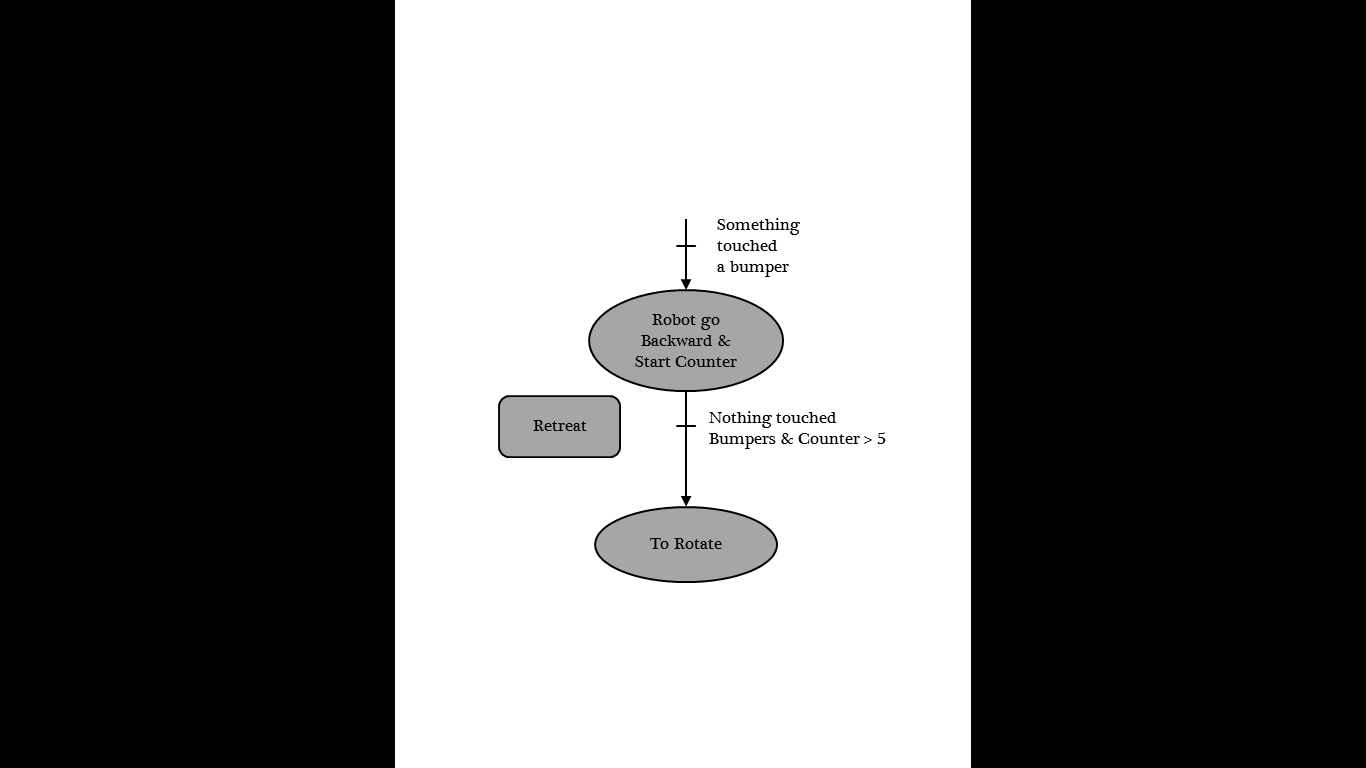 Something
touched
a bumper
Robot go
Backward &
Start Counter
Retreat
Nothing touched
Bumpers & Counter > 5
To Rotate